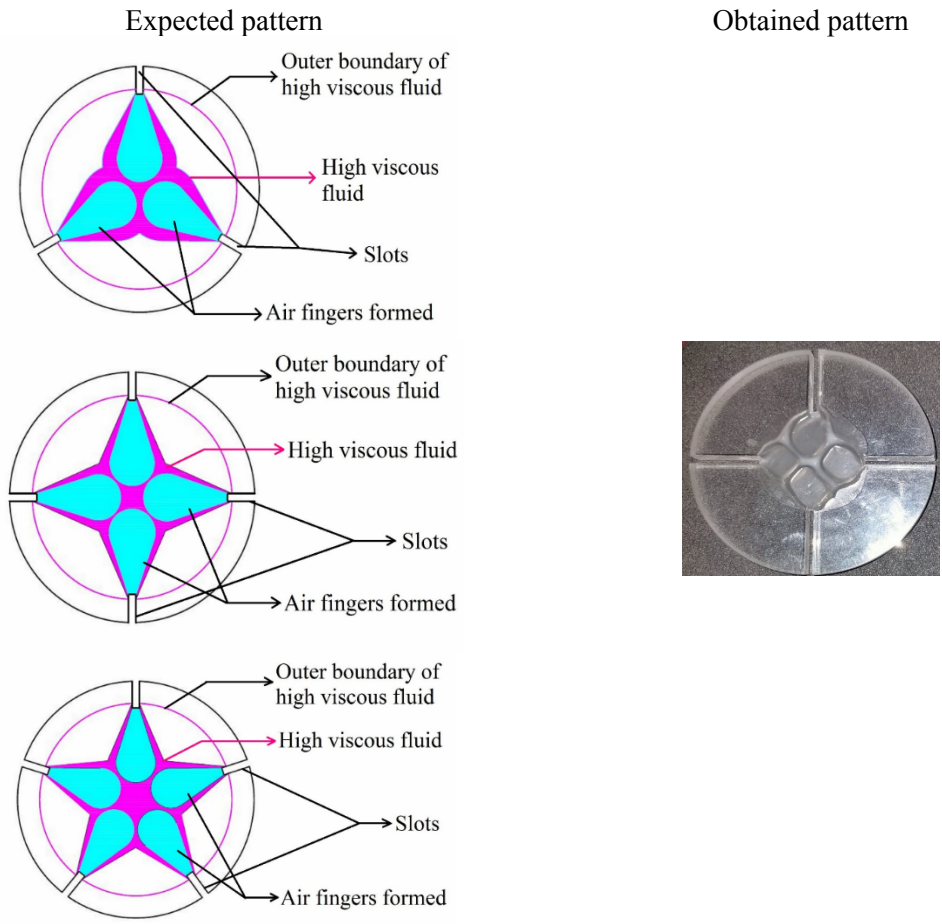 Expected pattern
Obtained pattern
Outer boundary of
high viscous fluid
High viscous
fluid
Slots
Air fingers formed
Outer boundary of
high viscous fluid
High viscous fluid
Slots
Air fingers formed
Outer boundary of
high viscous fluid
High viscous fluid
Slots
Air fingers formed